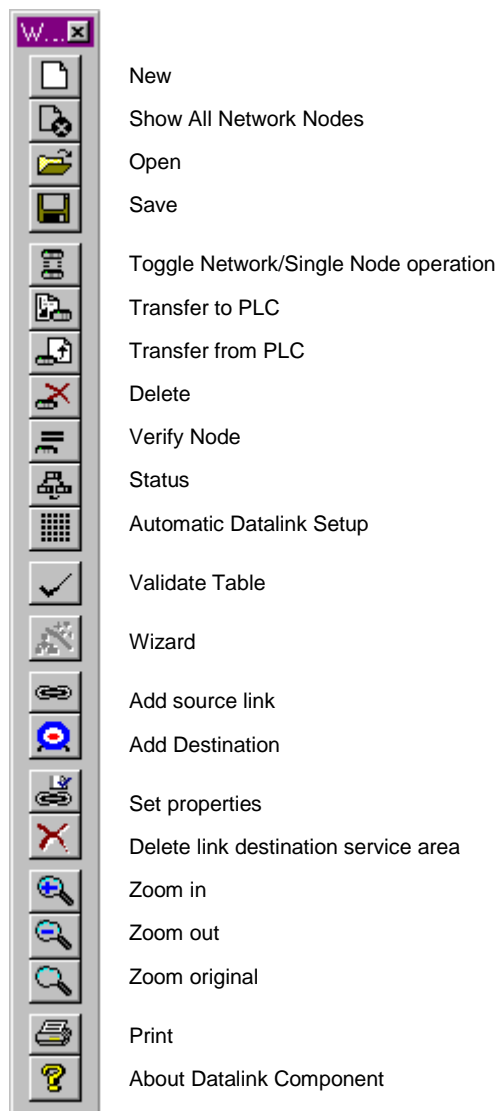 W...
New
Show All Network Nodes
Open
Save
Toggle Network/Single Node operation
Transfer to PLC
Transfer from PLC
Delete
Verify Node
Status
Automatic Datalink Setup
Validate Table
Wizard
Add source link
Add Destination
Set properties
Delete link destination service area
Zoom in
Zoom out
Zoom original
Print
About Datalink Component